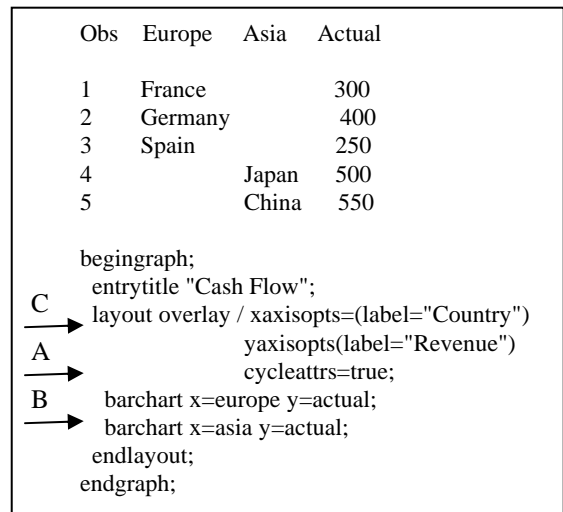 Obs Europe Asia Actual
1 France 300
2 Germany 400
3 Spain 250
4 Japan 500
5 China 550
begingraph;
entrytitle "Cash Flow";
C layout overlay / xaxisopts=(label="Country")
yaxisopts(label="Revenue")
A cycleattrs=true;
B barchart x=europe y=actual;
barchart x=asia y=actual;
endlayout;
endgraph;